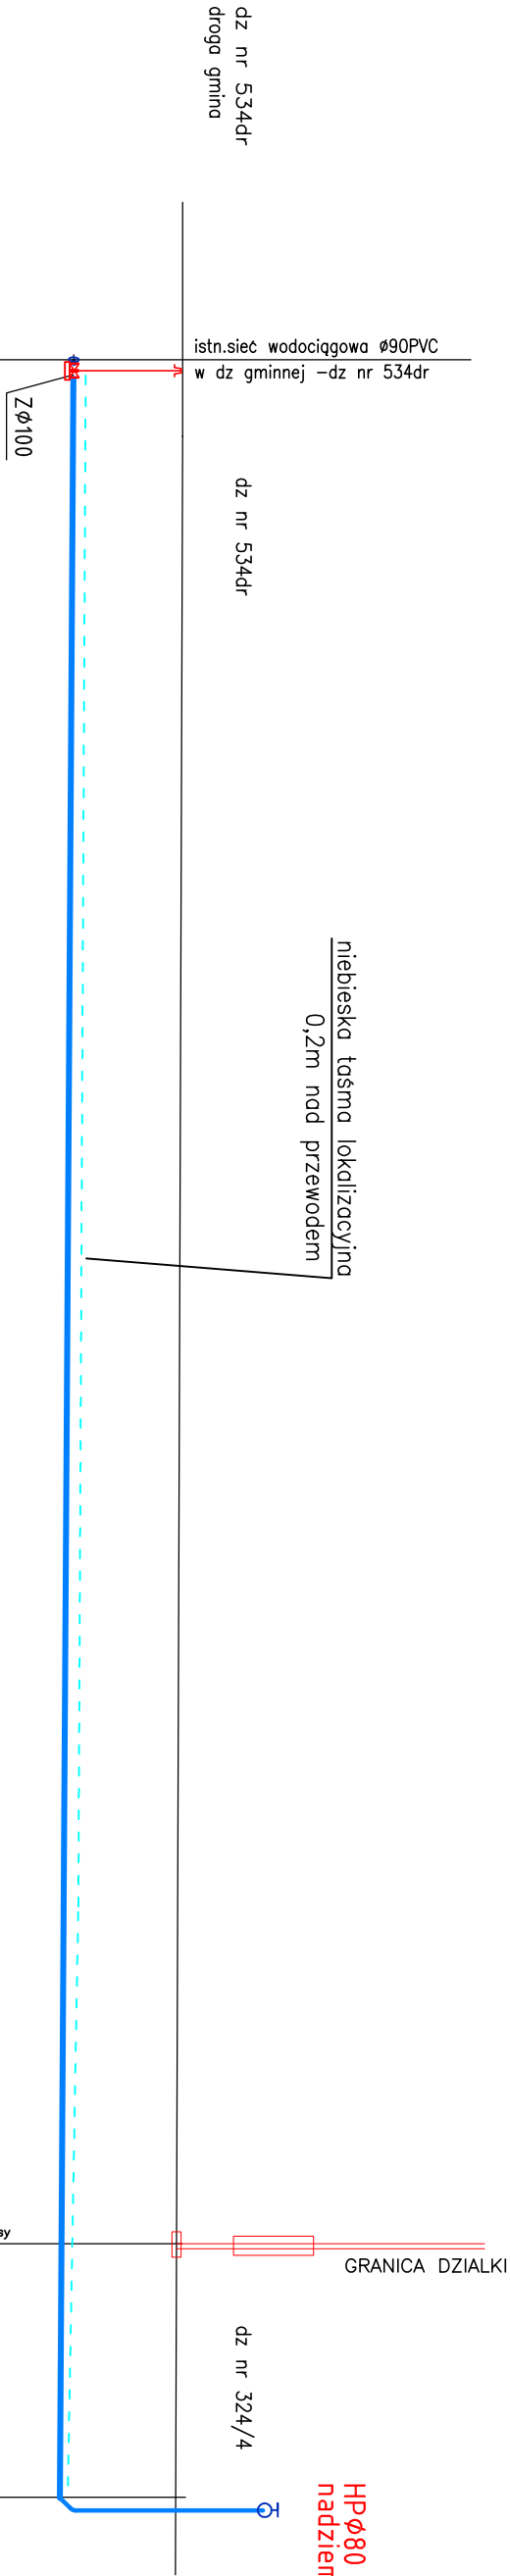 dz nr 534dr
droga gmina
istn.sieć wodociągowa ø90PVC
w dz gminnej -dz nr 534dr
Zø100
dz nr 534dr
niebieska taśma lokalizacyjna
0,2m nad przewodem
sy
GRANICA DZIALKI
dz nr 324/4
HPø80